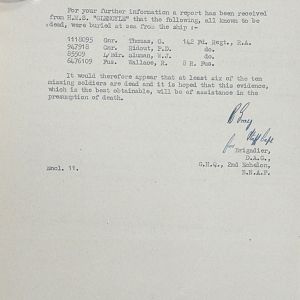 For your further information a report has been received
from H.M.S. "GLENGYLE" that the following, all known to be
dead, were buried at sea from the ship :-
1118095 Gnr. Thomas, G. 142 Fd. Regt., R.A.
947918 Gnr. Ridout, P.D. do.
85909 L/Bdr. W.J. do.
6476109 Fus. Wallace, R. 8 R. Fus.
It would therefore appear that at least six of the ten
missing soldiers are dead and it is hoped that this evidence,
which is the best obtainable, will be of assistance in the
presumption of death.
for Brigadier,
D.A.G.,
G.H.Q., 2nd Echelon,
B.N.A.F.
Encl. 11.